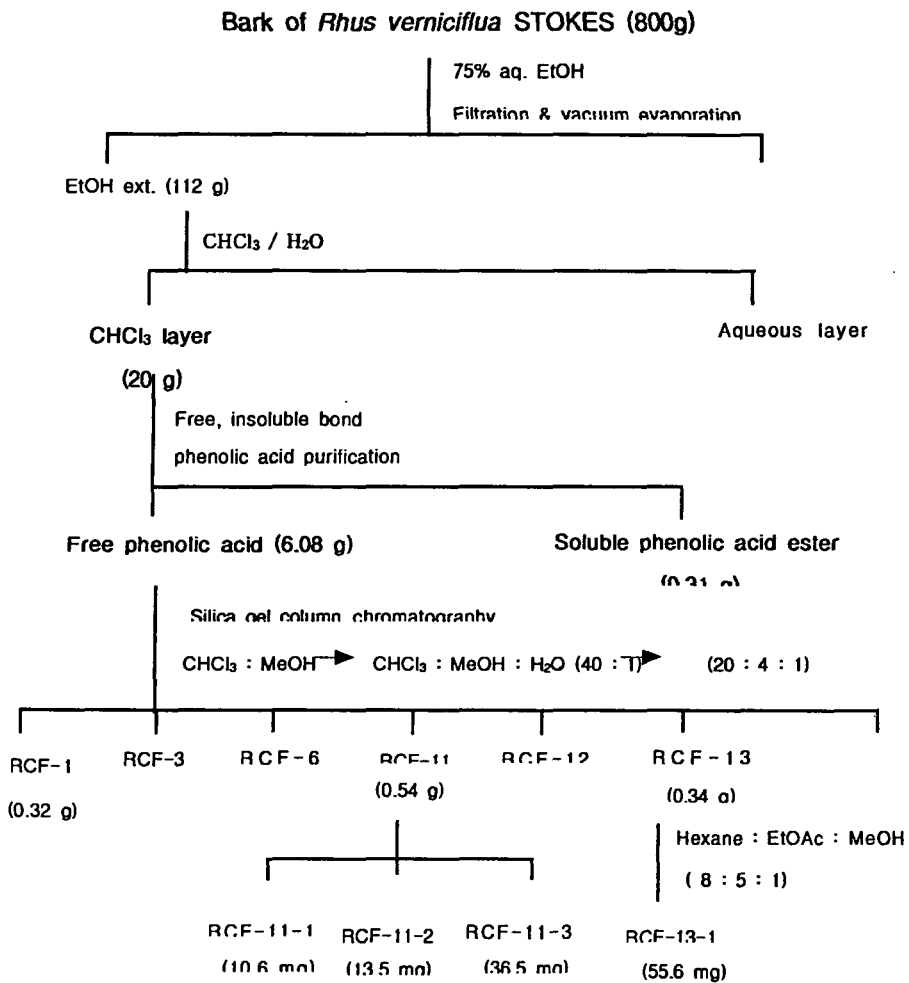 Bark of Rhus verniciflua STOKES (800g)
75% aq. EtOH
Filtration & vacuum evaporation
EtOH ext. (112 g)
CHCl₃ / H₂O
CHCl₃ layer
Aqueous layer
(20 g)
Free, insoluble bond
phenolic acid purification
Free phenolic acid (6.08 g)
Soluble phenolic acid ester
(0.31 g)
Silica gel column chromatography
CHCl₃ : MeOH CHCl₃ : MeOH : H₂O (40 : 1) (20 : 4 : 1)
RCF-1 RCF-3 RCF-6 RCF-11 RCF-12 RCF-13
(0.32 g) (0.54 g) (0.34 g)
Hexane : EtOAc : MeOH
( 8 : 5 : 1)
RCF-11-1 RCF-11-2 RCF-11-3 RCF-13-1
(10.6 mg) (13.5 mg) (36.5 mg) (55.6 mg)